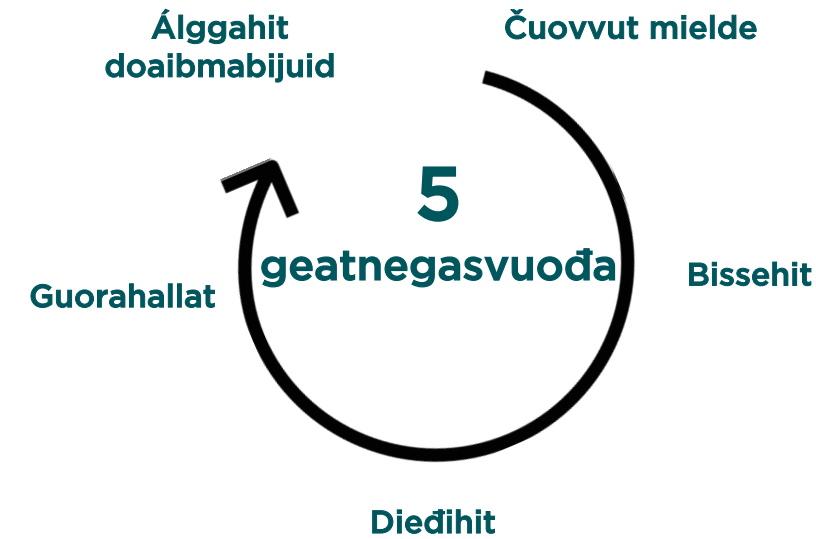 Álggahit
doaibmabijuid
Čuovvut mielde
5
geatnegasvuođa
Bissehit
Guorahallat
Dieđihit